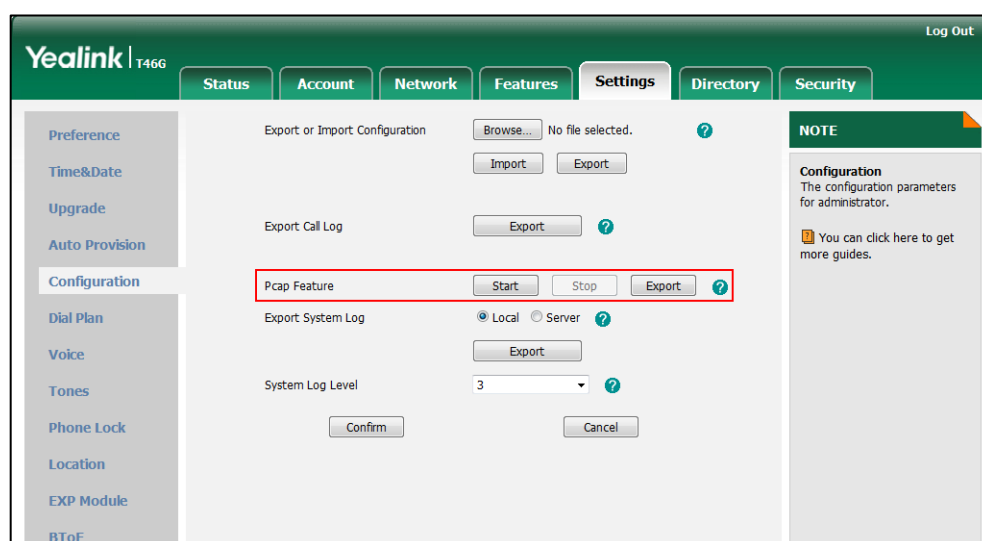 Log Out
Yealink T46G
Status Account Network Features Settings Directory Security
Preference
Time&Date
Upgrade
Auto Provision
Configuration
Dial Plan
Voice
Tones
Phone Lock
Location
EXP Module
BToE
Export or Import Configuration Browse... No file selected. ?
Import Export
Export Call Log Export ?
Pcap Feature Start Stop Export ?
Export System Log Local Server ?
Export
System Log Level 3 ?
Confirm Cancel
NOTE
Configuration
The configuration parameters
for administrator.
? You can click here to get
more guides.